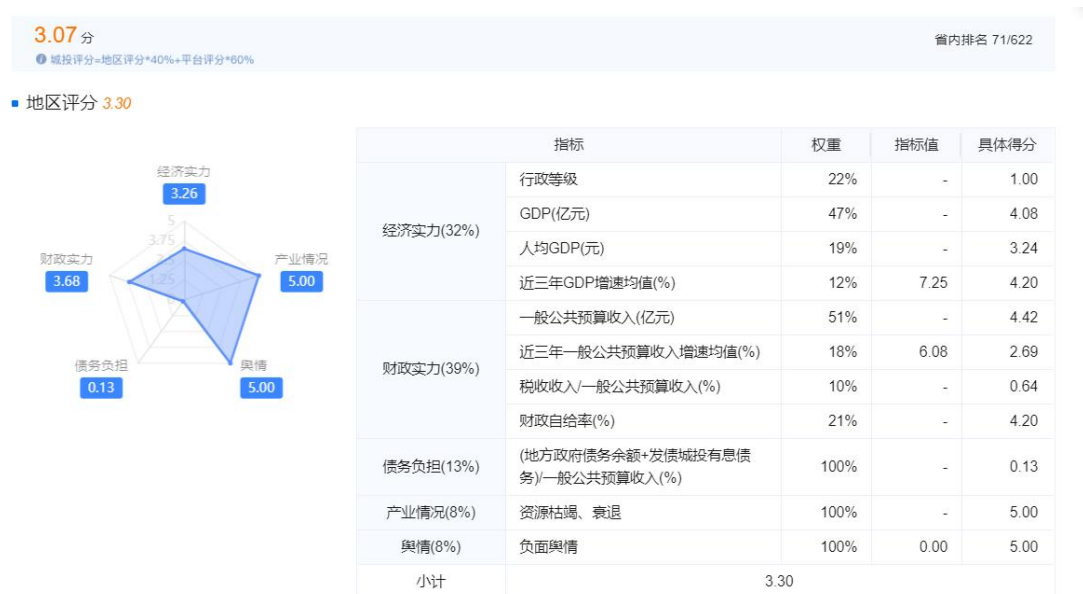 3.07 分
省内排名 71/622
城投评分=地区评分*40%+平台评分*60%
地区评分 3.30
经济实力
3.26
产业情况
5.00
舆情
5.00
债务负担
0.13
财政实力
3.68
5
3.75
2.5
1.25
0
指标 权重 指标值 具体得分
经济实力(32%)
行政等级 22% - 1.00
GDP(亿元) 47% - 4.08
人均GDP(元) 19% - 3.24
近三年GDP增速均值(%) 12% 7.25 4.20
财政实力(39%)
一般公共预算收入(亿元) 51% - 4.42
近三年一般公共预算收入增速均值(%) 18% 6.08 2.69
税收收入/一般公共预算收入(%) 10% - 0.64
财政自给率(%) 21% - 4.20
债务负担(13%)
(地方政府债务余额+发债城投有息债
务)/一般公共预算收入(%) 100% - 0.13
产业情况(8%) 资源枯竭、衰退 100% - 5.00
舆情(8%) 负面舆情 100% 0.00 5.00
小计 3.30